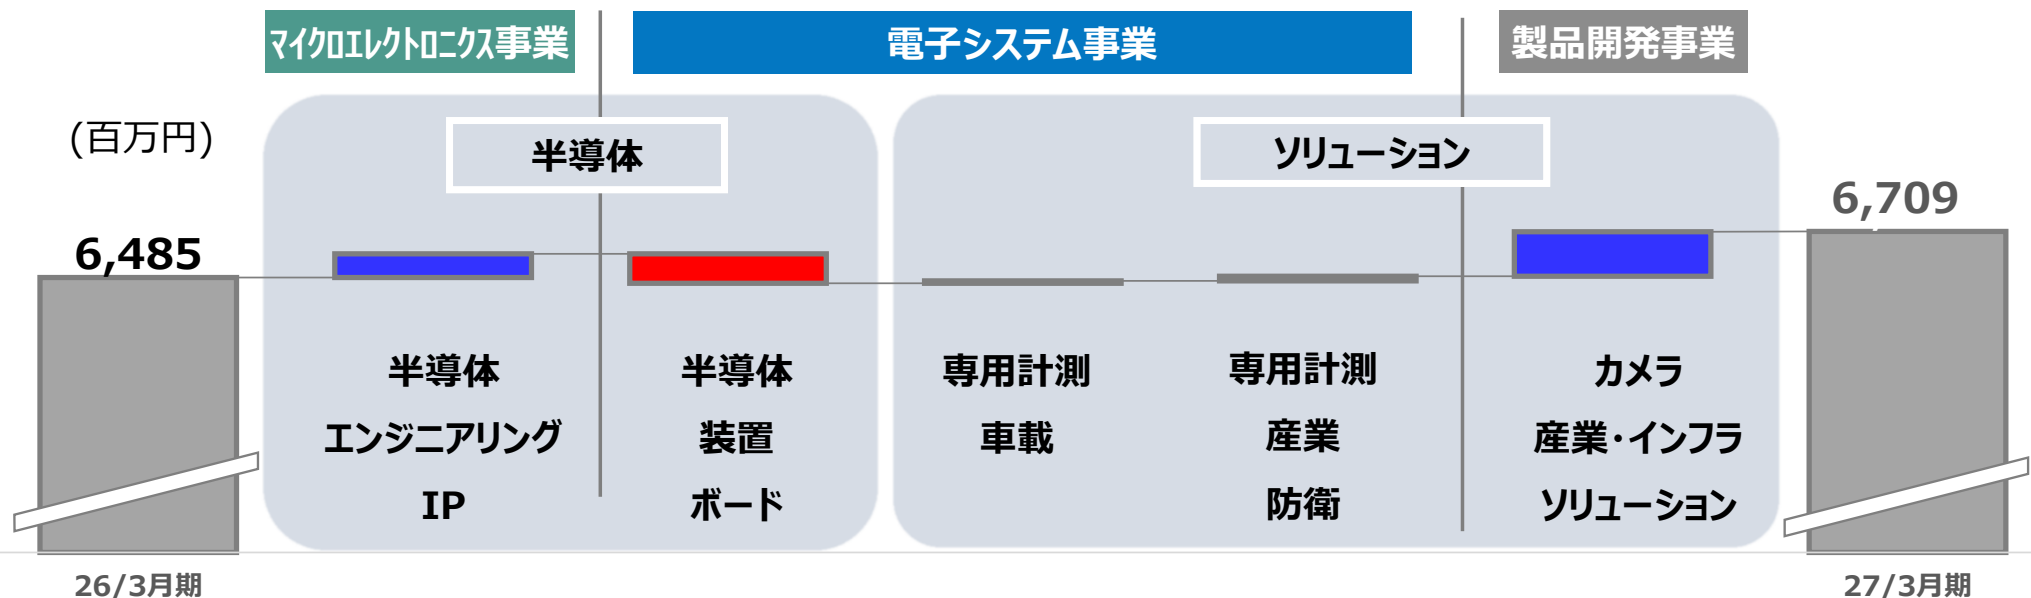 マイクロエレクトロニクス事業
電子システム事業
製品開発事業
(百万円)
半導体
ソリューション
6,485
6,709
半導体
エンジニアリング
IP
半導体
装置
ボード
専用計測
車載
専用計測
産業
防衛
カメラ
産業・インフラ
ソリューション
26/3月期
27/3月期